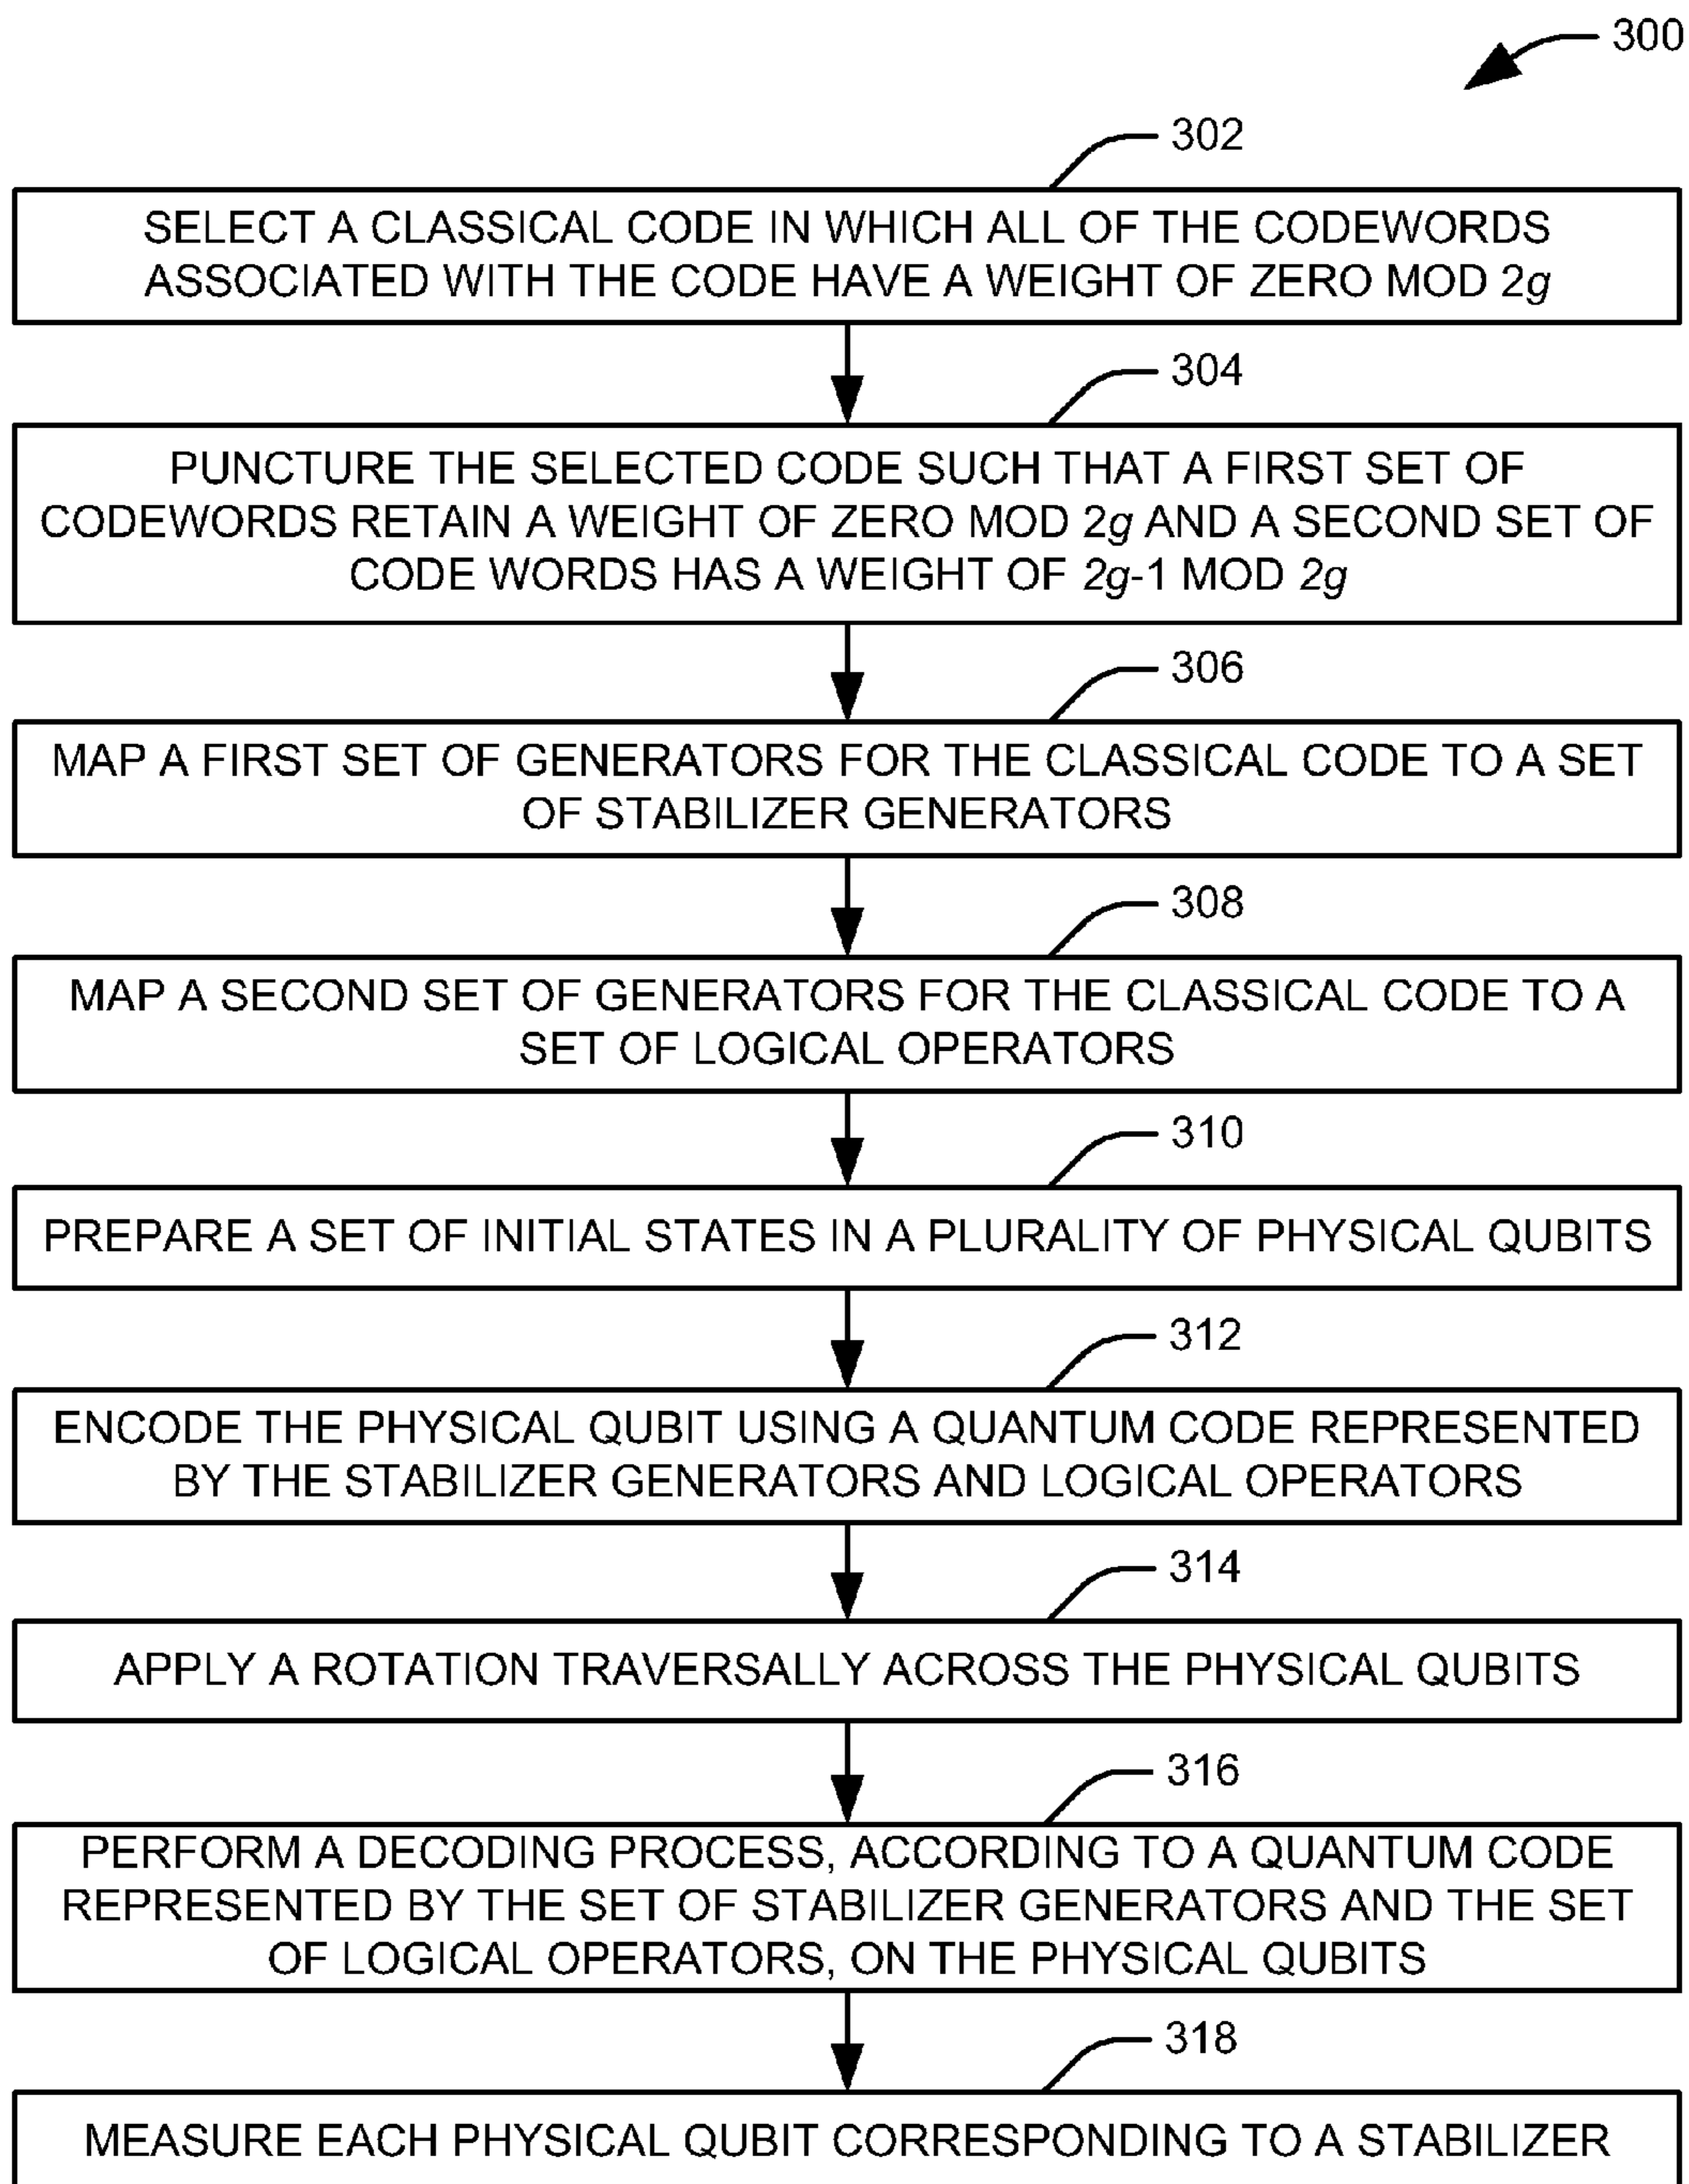 300
302
SELECT A CLASSICAL CODE IN WHICH ALL OF THE CODEWORDS
ASSOCIATED WITH THE CODE HAVE A WEIGHT OF ZERO MOD 2g
304
PUNCTURE THE SELECTED CODE SUCH THAT A FIRST SET OF
CODEWORDS RETAIN A WEIGHT OF ZERO MOD 2g AND A SECOND SET OF
CODE WORDS HAS A WEIGHT OF 2g-1 MOD 2g
306
MAP A FIRST SET OF GENERATORS FOR THE CLASSICAL CODE TO A SET
OF STABILIZER GENERATORS
308
MAP A SECOND SET OF GENERATORS FOR THE CLASSICAL CODE TO A
SET OF LOGICAL OPERATORS
310
PREPARE A SET OF INITIAL STATES IN A PLURALITY OF PHYSICAL QUBITS
312
ENCODE THE PHYSICAL QUBIT USING A QUANTUM CODE REPRESENTED
BY THE STABILIZER GENERATORS AND LOGICAL OPERATORS
314
APPLY A ROTATION TRAVERSALLY ACROSS THE PHYSICAL QUBITS
316
PERFORM A DECODING PROCESS, ACCORDING TO A QUANTUM CODE
REPRESENTED BY THE SET OF STABILIZER GENERATORS AND THE SET
OF LOGICAL OPERATORS, ON THE PHYSICAL QUBITS
318
MEASURE EACH PHYSICAL QUBIT CORRESPONDING TO A STABILIZER